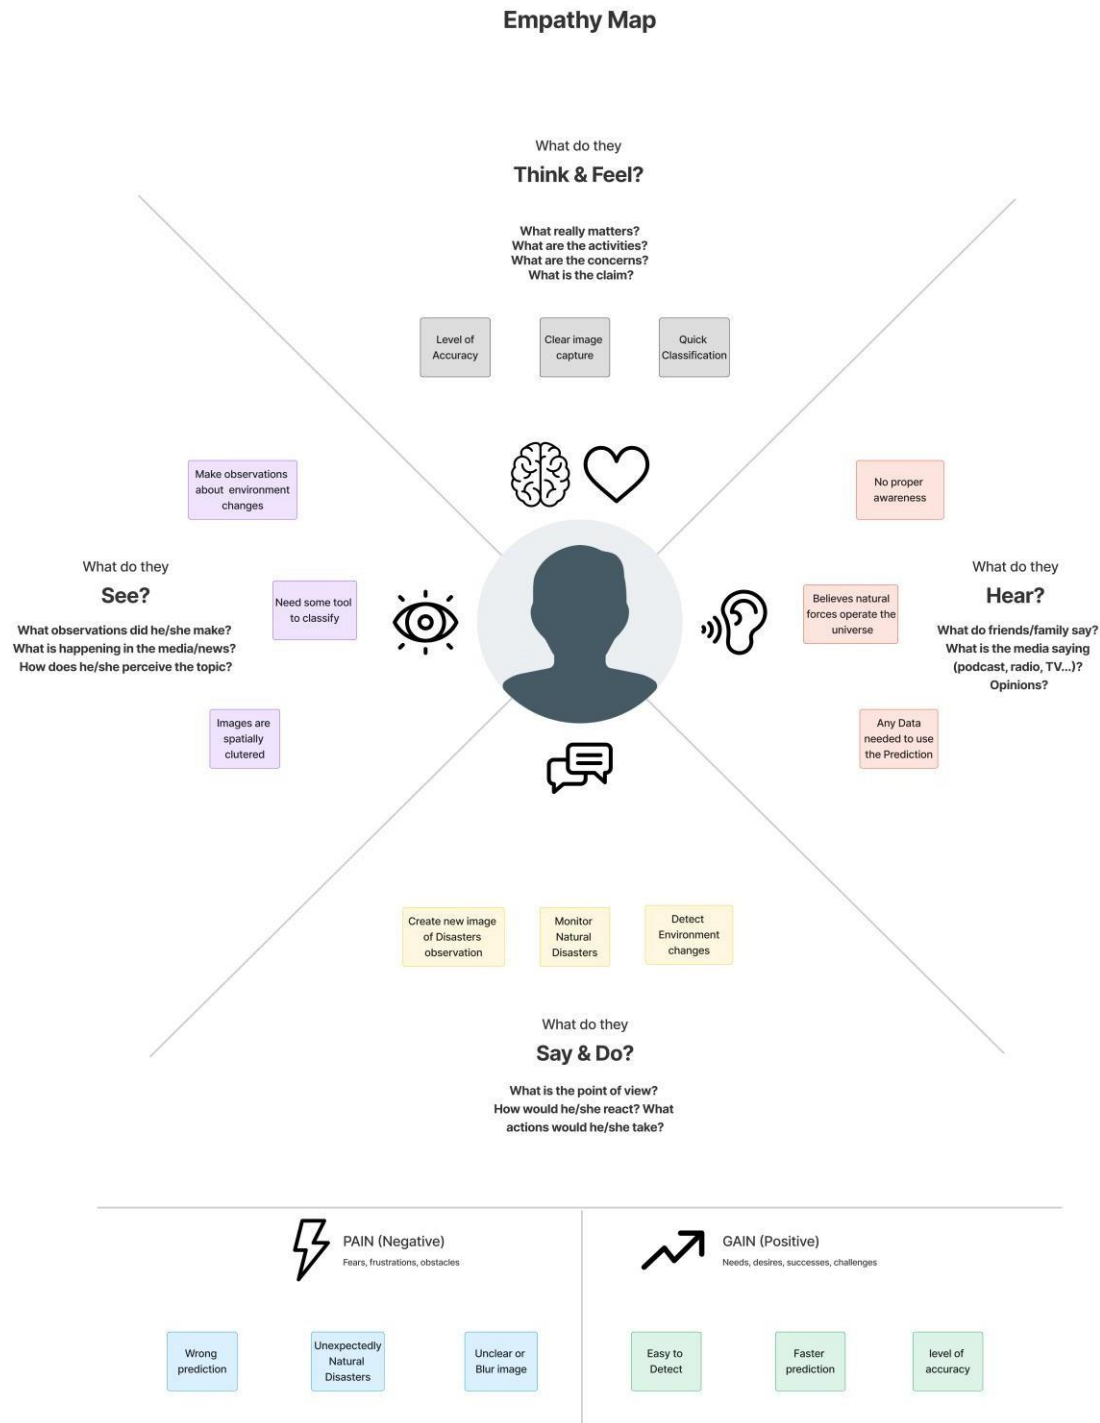 Empathy Map
What do they
Think & Feel?
What really matters?
What are the activities?
What are the concerns?
What is the claim?
Level of
Accuracy
Clear image
capture
Quick
Classification
Make observations
about environment
changes
What do they
See?
What observations did he/she make?
What is happening in the media/news?
How does he/she perceive the topic?
Need some tool
to classify
Images are
spatially
clutered
No proper
awareness
Believes natural
forces operate the
universe
What do they
Hear?
What do friends/family say?
What is the media saying
(podcast, radio, TV...)?
Opinions?
Any Data
needed to use
the Prediction
Create new image
of Disasters
observation
Monitor
Natural
Disasters
Detect
Environment
changes
What do they
Say & Do?
What is the point of view?
How would he/she react? What
actions would he/she take?
PAIN (Negative)
Fears, frustrations, obstacles
GAIN (Positive)
Needs, desires, successes, challenges
Wrong
prediction
Unexpectedly
Natural
Disasters
Unclear or
Blur image
Easy to
Detect
Faster
prediction
level of
accuracy